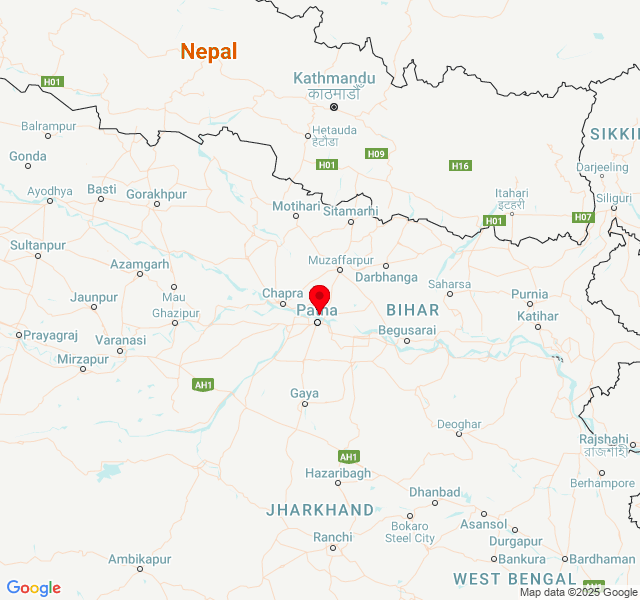 Nepal
H01
Kathmandu
काठमाडौं
Balrampur
Hetauda
हेटौंडा
H09
H01
H16
SIKKI
Gonda
Darjeeling
Ayodhya
Basti
Gorakhpur
Itahari
इटहरी
Siliguri
Motihari
Sitamarhi
H01
H07
Sultanpur
Muzaffarpur
Azamgarh
Darbhanga
Mau
Saharsa
Jaunpur
Chapra
Purnia
Ghazipur
BIHAR
Katihar
Prayagraj
Begusarai
Varanasi
Mirzapur
AH1
Gaya
Deoghar
Rajshahi
রাজশাহী
AH1
Hazaribagh
Berhampore
Dhanbad
JHARKHAND
Bokaro
Steel City
Asansol
Ranchi
Durgapur
Ambikapur
Bankura
Bardhaman
WEST BENGAL
AH1
Google
Map data ©2025 Google